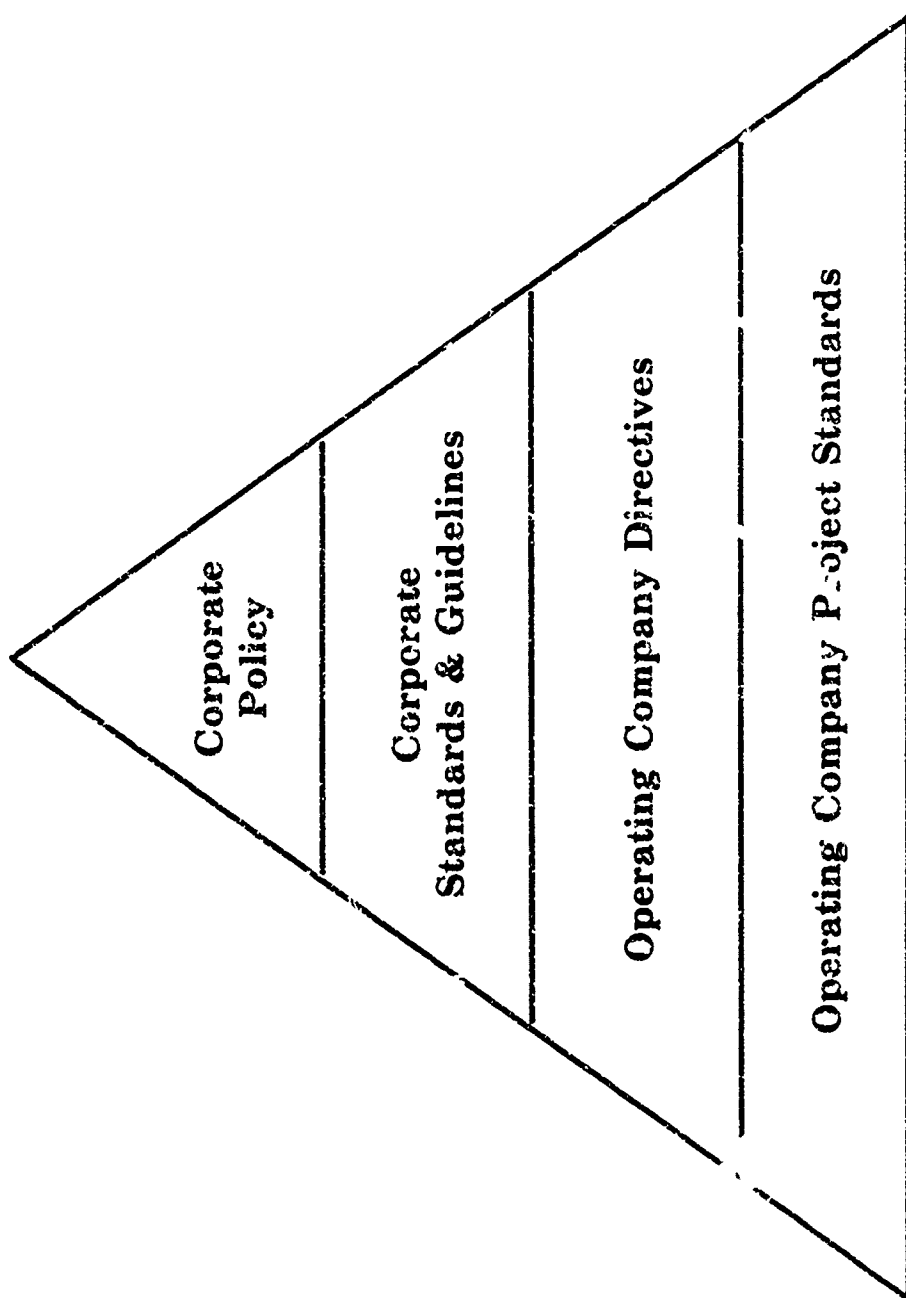 Corporate
Policy
Corporate
Standards & Guidelines
Operating Company Directives
Operating Company Project Standards